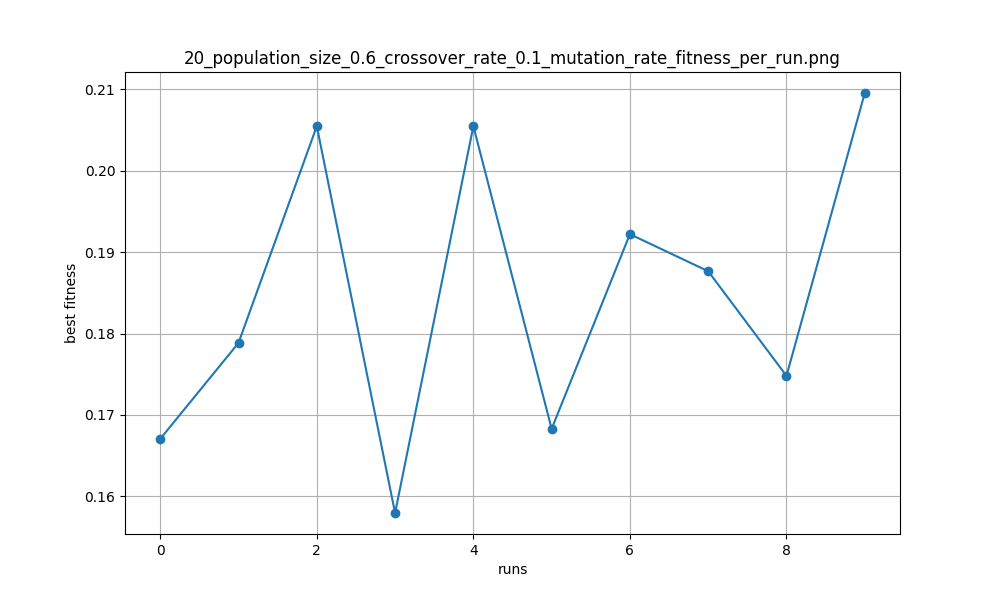 20_population_size_0.6_crossover_rate_0.1_mutation_rate_fitness_per_run.png
0.21
0.20
0.19
0.18
0.17
0.16
best fitness
0 2 4 6 8
runs